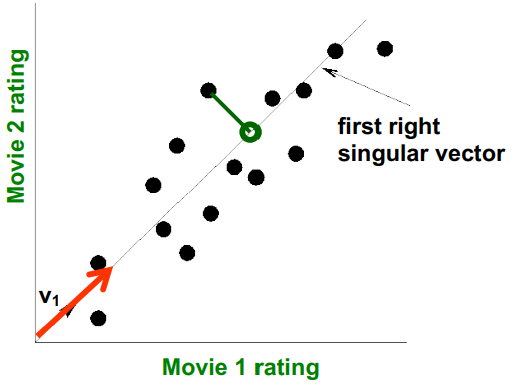 Movie 2 rating
first right
singular vector
v₁
Movie 1 rating